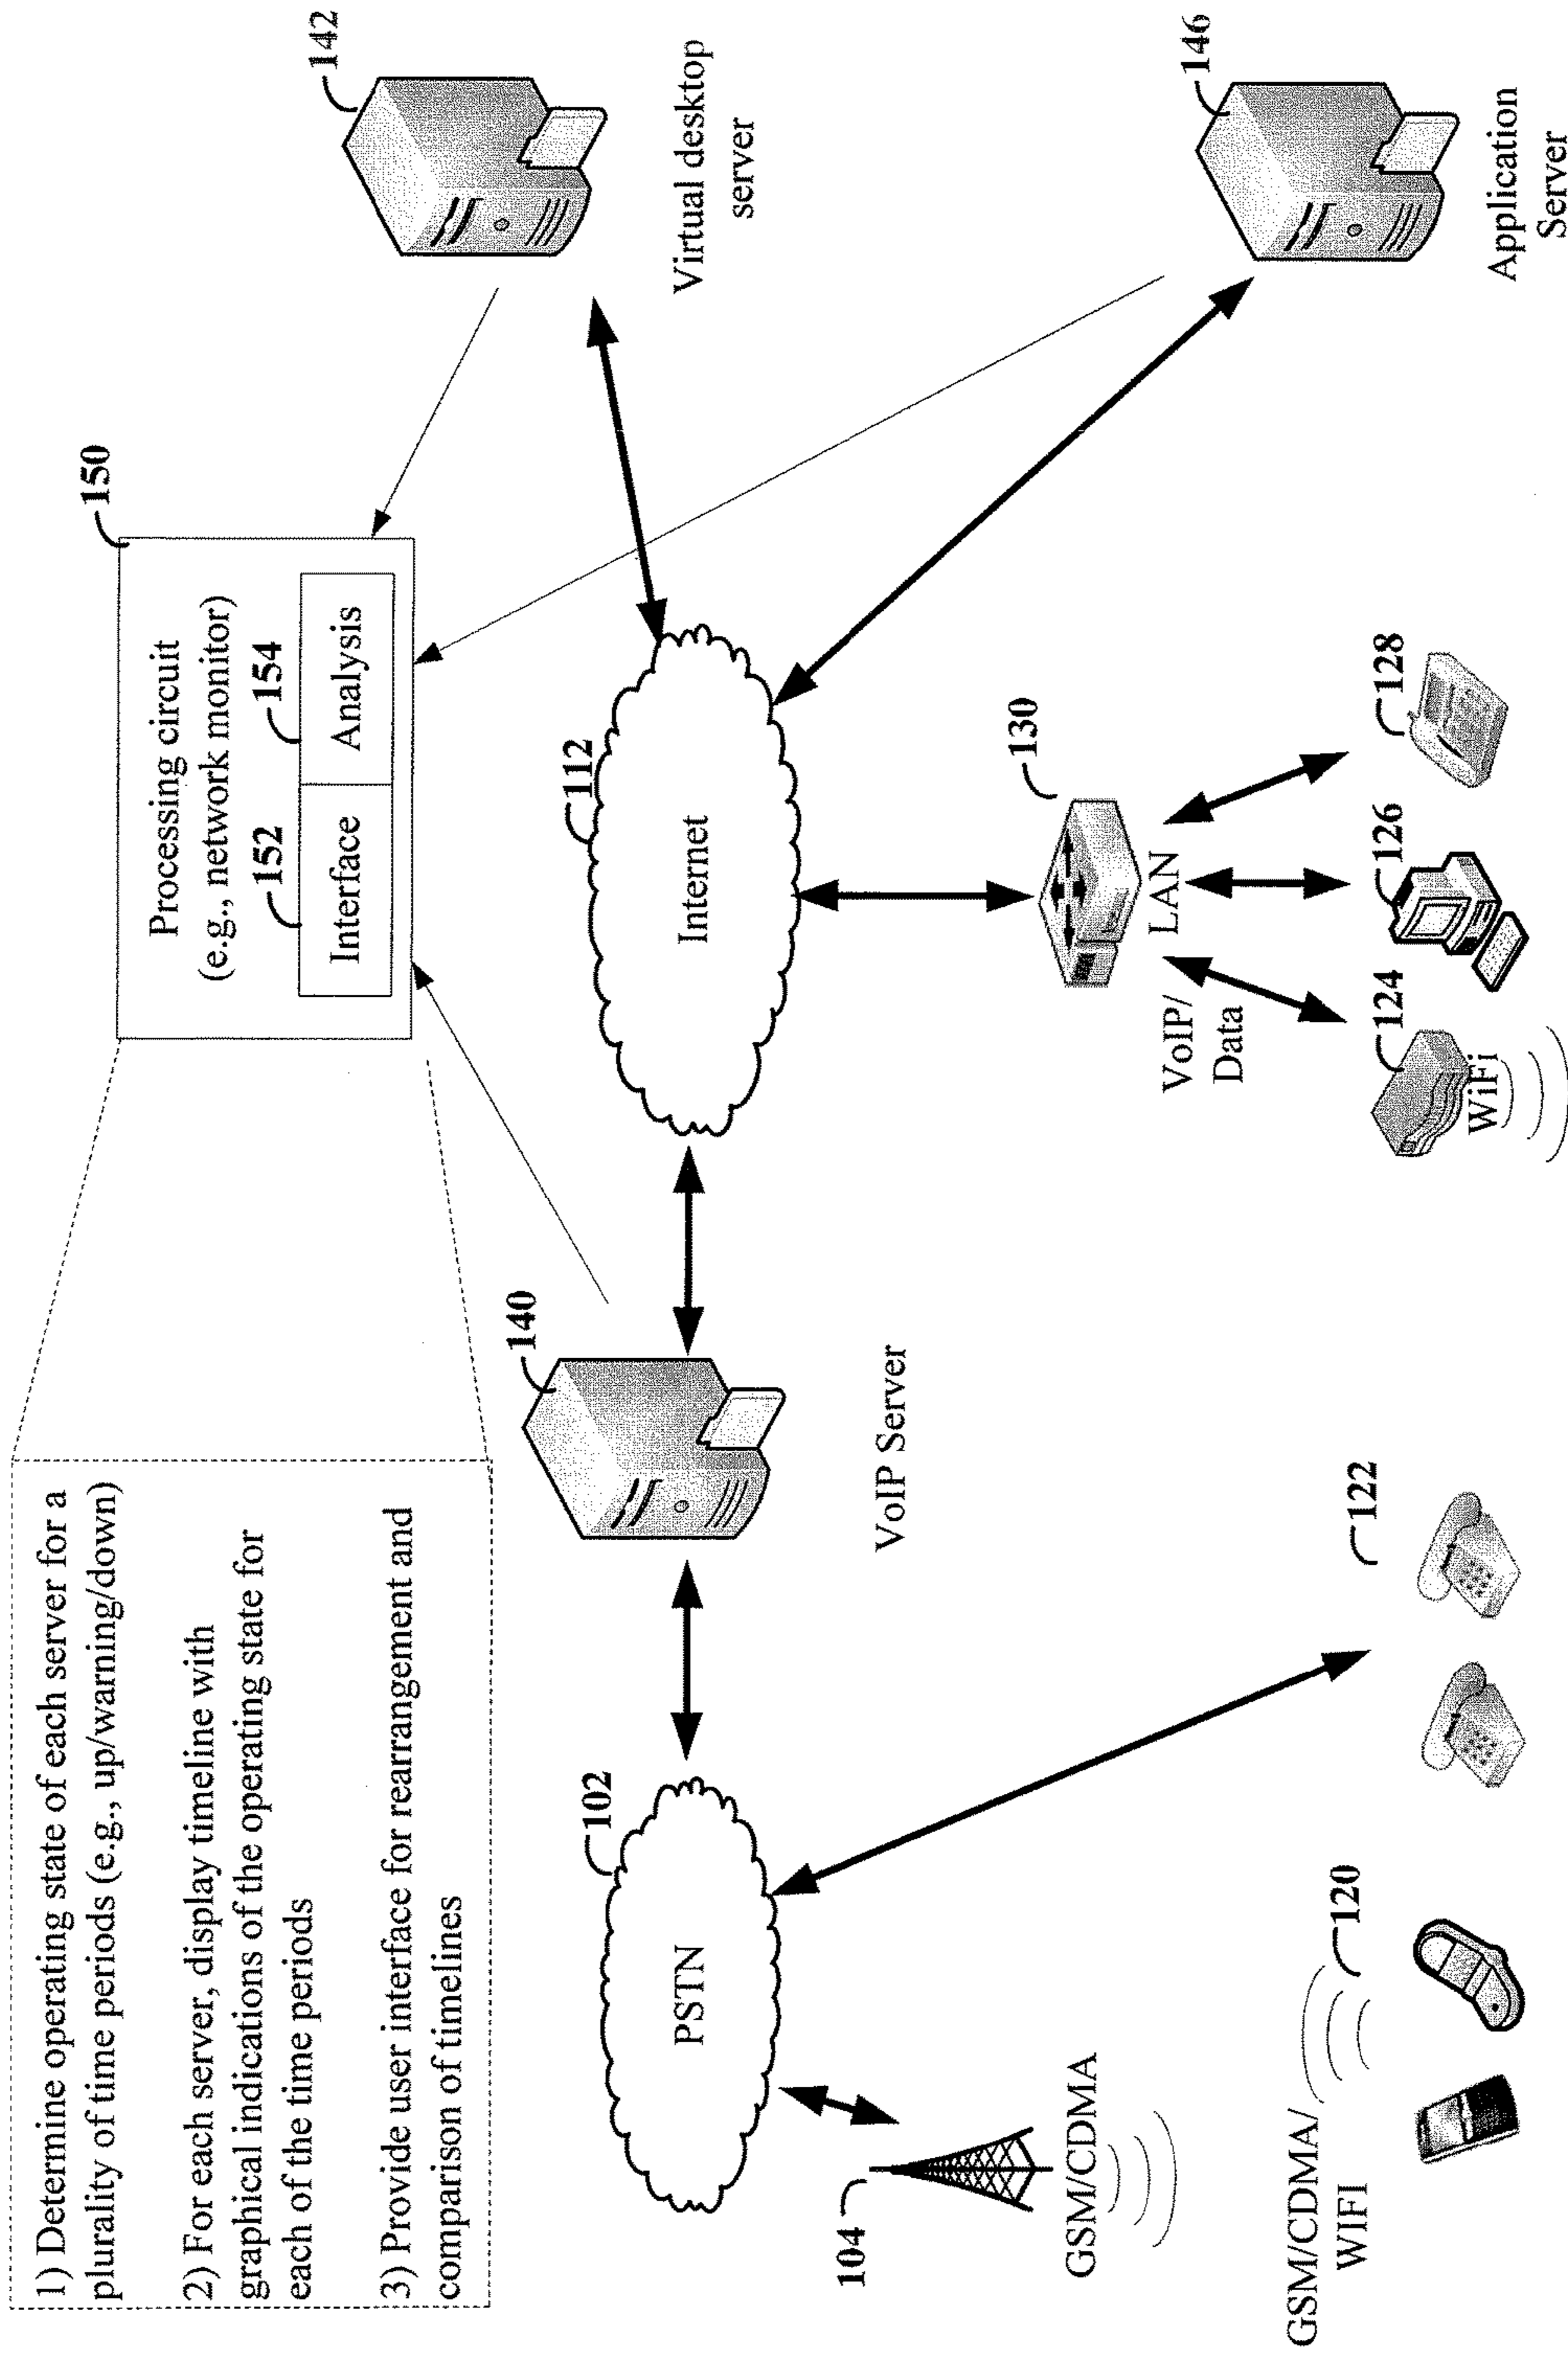 1) Determine operating state of each server for a
plurality of time periods (e.g., up/warning/down)
2) For each server, display timeline with
graphical indications of the operating state for
each of the time periods
3) Provide user interface for rearrangement and
comparison of timelines
150
Processing circuit
(e.g., network monitor)
152
154
Interface
Analysis
142
Virtual desktop
server
140
VoIP Server
102
PSTN
112
Internet
104
GSM/CDMA
130
LAN
VoIP/
Data
146
Application
Server
GSM/CDMA/
WIFI
120
122
124
WiFi
126
128